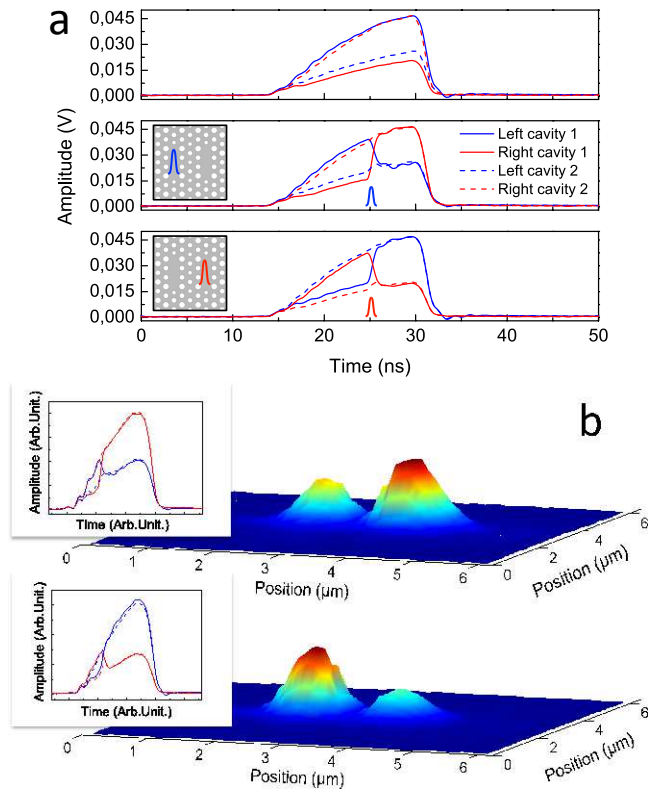 a
0,045
0,030
0,015
0,000
0,045
0,030
0,015
0,000
0,045
0,030
0,015
0,000
Amplitude (V)
Left cavity 1
Right cavity 1
Left cavity 2
Right cavity 2
0 10 20 30 40 50
Time (ns)
b
Amplitude (Arb.Unit.)
Time (Arb.Unit.)
0 1 2 3 4 5 6
Position (µm)
0 2 4 6
Position (µm)
Amplitude (Arb.Unit.)
Time (Arb.Unit.)
0 1 2 3 4 5 6
Position (µm)
0 2 4 6
Position (µm)